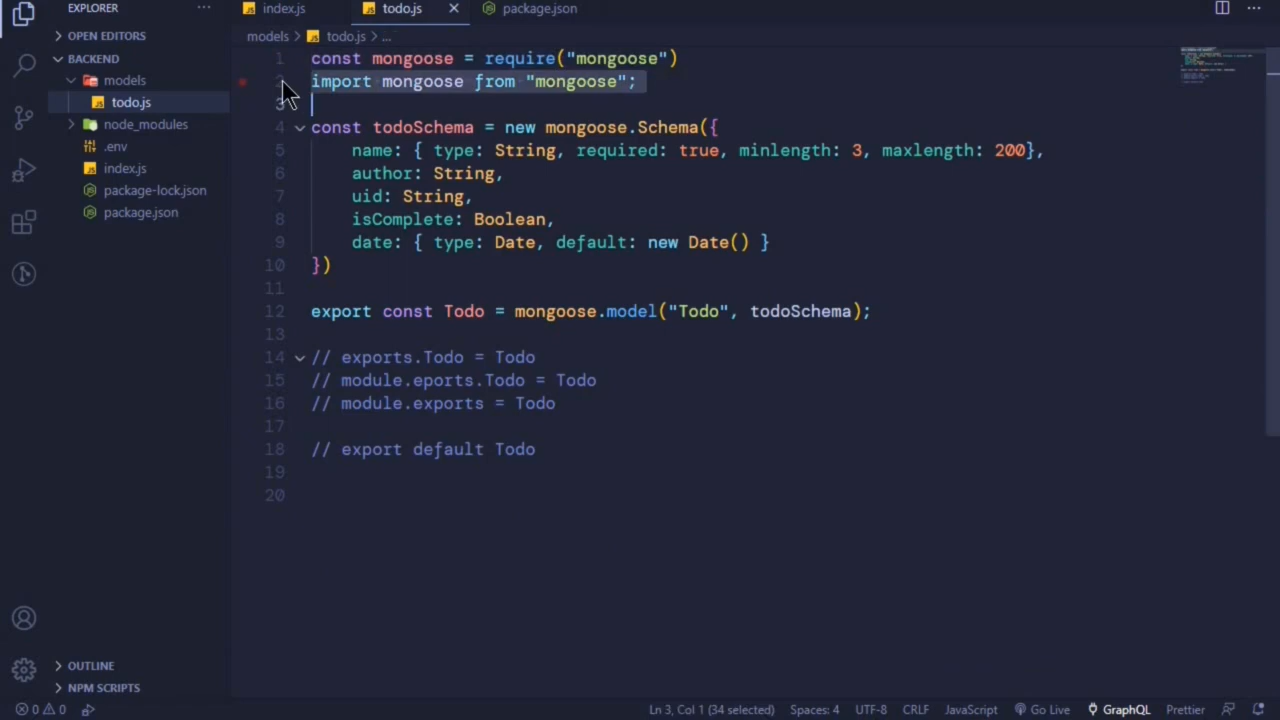 EXPLORER
index.js
todo.js
package.json
OPEN EDITORS
models > todo.js > ...
BACKEND
models
todo.js
node_modules
.env
index.js
package-lock.json
package.json
1 const mongoose = require("mongoose")
2 import mongoose from "mongoose";
3
4 const todoSchema = new mongoose.Schema({
5 name: { type: String, required: true, minlength: 3, maxlength: 200},
6 author: String,
7 uid: String,
8 isComplete: Boolean,
9 date: { type: Date, default: new Date() }
10 })
11
12 export const Todo = mongoose.model("Todo", todoSchema);
13
14 // exports.Todo = Todo
15 // module.eports.Todo = Todo
16 // module.exports = Todo
17
18 // export default Todo
19
20
OUTLINE
NPM SCRIPTS
0 0
Ln 3, Col 1 (34 selected) Spaces: 4 UTF-8 CRLF JavaScript Go Live GraphQL Prettier